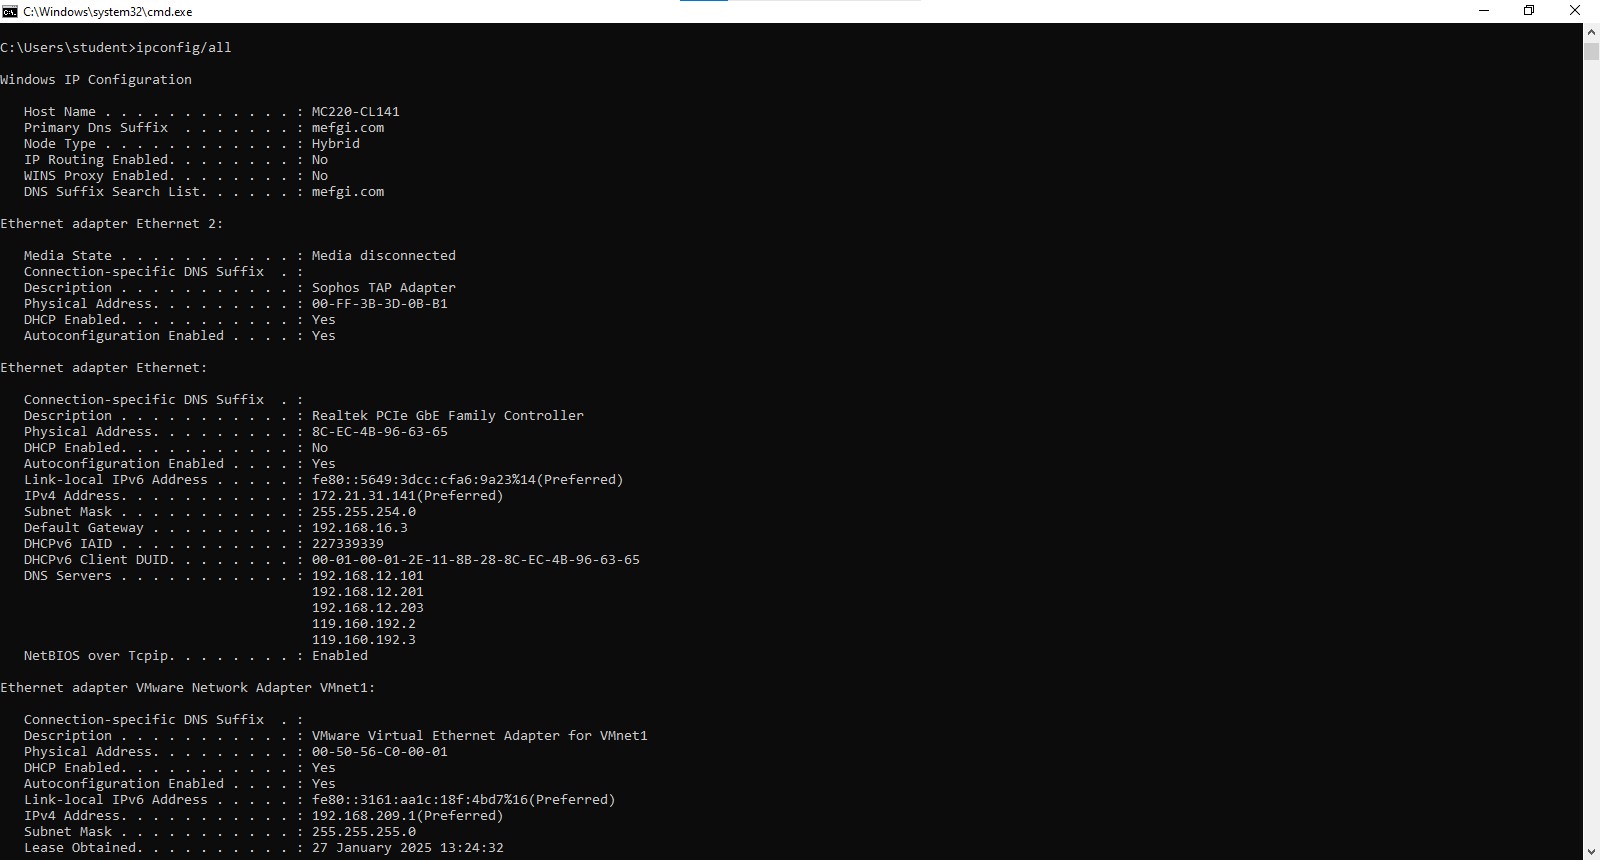 C:\Windows\system32\cmd.exe
C:\Users\student>ipconfig/all
Windows IP Configuration
Host Name . . . . . . . . . . . . : MC220-CL141
Primary Dns Suffix  . . . . . . . : mefgi.com
Node Type . . . . . . . . . . . . : Hybrid
IP Routing Enabled. . . . . . . . : No
WINS Proxy Enabled. . . . . . . . : No
DNS Suffix Search List. . . . . . : mefgi.com
Ethernet adapter Ethernet 2:
Media State . . . . . . . . . . . : Media disconnected
Connection-specific DNS Suffix  . :
Description . . . . . . . . . . . : Sophos TAP Adapter
Physical Address. . . . . . . . . : 00-FF-3B-3D-0B-B1
DHCP Enabled. . . . . . . . . . . : Yes
Autoconfiguration Enabled . . . . : Yes
Ethernet adapter Ethernet:
Connection-specific DNS Suffix  . :
Description . . . . . . . . . . . : Realtek PCIe GbE Family Controller
Physical Address. . . . . . . . . : 8C-EC-4B-96-63-65
DHCP Enabled. . . . . . . . . . . : No
Autoconfiguration Enabled . . . . : Yes
Link-local IPv6 Address . . . . . : fe80::5649:3dcc:cfa6:9a23%14(Preferred)
IPv4 Address. . . . . . . . . . . : 172.21.31.141(Preferred)
Subnet Mask . . . . . . . . . . . : 255.255.254.0
Default Gateway . . . . . . . . . : 192.168.16.3
DHCPv6 IAID . . . . . . . . . . . : 227339339
DHCPv6 Client DUID. . . . . . . . : 00-01-00-01-2E-11-8B-28-8C-EC-4B-96-63-65
DNS Servers . . . . . . . . . . . : 192.168.12.101
192.168.12.201
192.168.12.203
119.160.192.2
119.160.192.3
NetBIOS over Tcpip. . . . . . . . : Enabled
Ethernet adapter VMware Network Adapter VMnet1:
Connection-specific DNS Suffix  . :
Description . . . . . . . . . . . : VMware Virtual Ethernet Adapter for VMnet1
Physical Address. . . . . . . . . : 00-50-56-C0-00-01
DHCP Enabled. . . . . . . . . . . : Yes
Autoconfiguration Enabled . . . . : Yes
Link-local IPv6 Address . . . . . : fe80::3161:aa1c:18f:4bd7%16(Preferred)
IPv4 Address. . . . . . . . . . . : 192.168.209.1(Preferred)
Subnet Mask . . . . . . . . . . . : 255.255.255.0
Lease Obtained. . . . . . . . . . : 27 January 2025 13:24:32